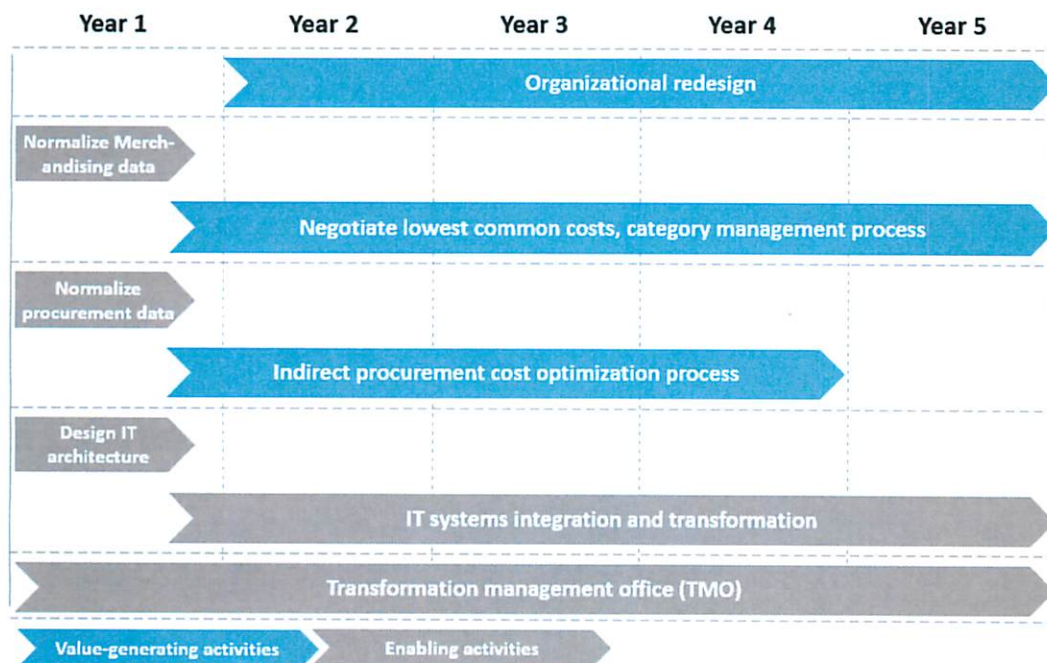 Year 1 Year 2 Year 3 Year 4 Year 5
Organizational redesign
Normalize Merch-
andising data
Negotiate lowest common costs, category management process
Normalize
procurement data
Indirect procurement cost optimization process
Design IT
architecture
IT systems integration and transformation
Transformation management office (TMO)
Value-generating activities Enabling activities